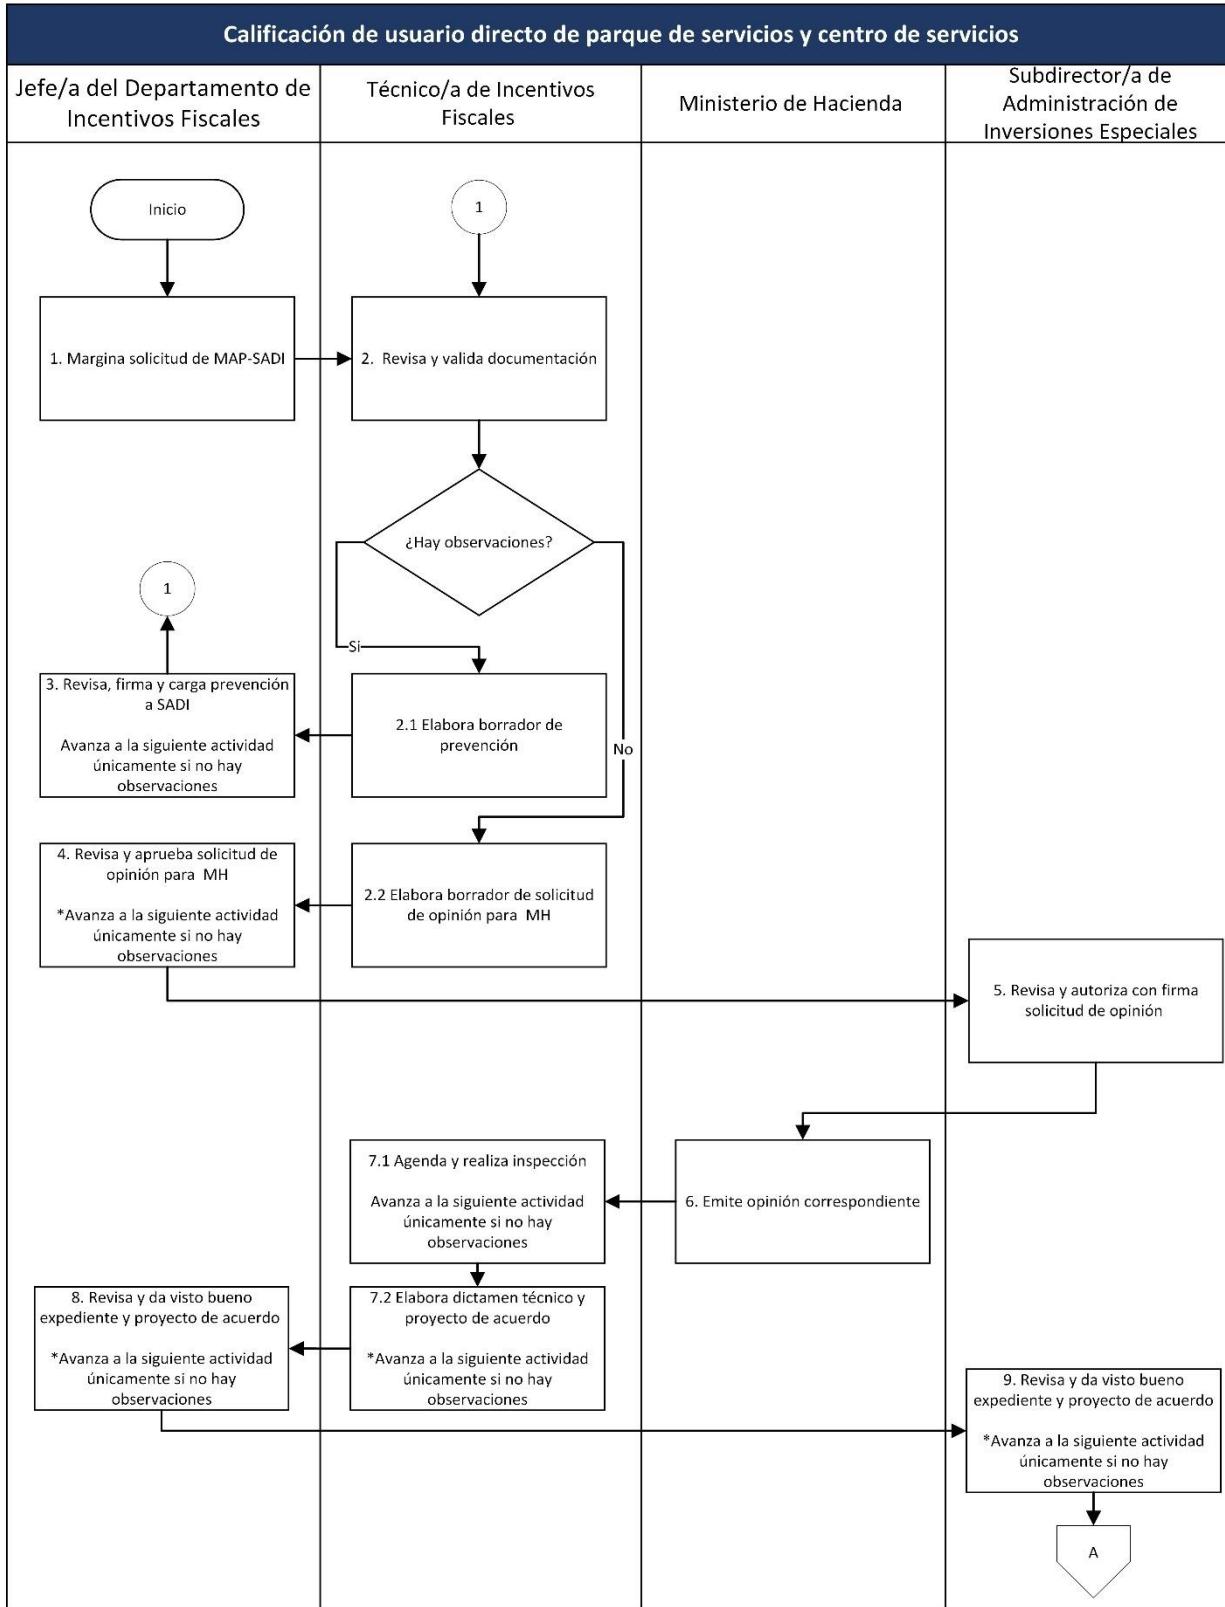 Calificación de usuario directo de parque de servicios y centro de servicios
Jefe/a del Departamento de
Incentivos Fiscales
Técnico/a de Incentivos
Fiscales
Ministerio de Hacienda
Subdirector/a de
Administración de
Inversiones Especiales
Inicio
1
1. Margina solicitud de MAP-SADI
2. Revisa y valida documentación
¿Hay observaciones?
1
Si
No
3. Revisa, firma y carga prevención
a SADI
Avanza a la siguiente actividad
únicamente si no hay
observaciones
2.1 Elabora borrador de
prevención
4. Revisa y aprueba solicitud de
opinión para MH
*Avanza a la siguiente actividad
únicamente si no hay
observaciones
2.2 Elabora borrador de solicitud
de opinión para MH
5. Revisa y autoriza con firma
solicitud de opinión
7.1 Agenda y realiza inspección
Avanza a la siguiente actividad
únicamente si no hay
observaciones
6. Emite opinión correspondiente
8. Revisa y da visto bueno
expediente y proyecto de acuerdo
*Avanza a la siguiente actividad
únicamente si no hay
observaciones
7.2 Elabora dictamen técnico y
proyecto de acuerdo
*Avanza a la siguiente actividad
únicamente si no hay
observaciones
9. Revisa y da visto bueno
expediente y proyecto de acuerdo
*Avanza a la siguiente actividad
únicamente si no hay
observaciones
A